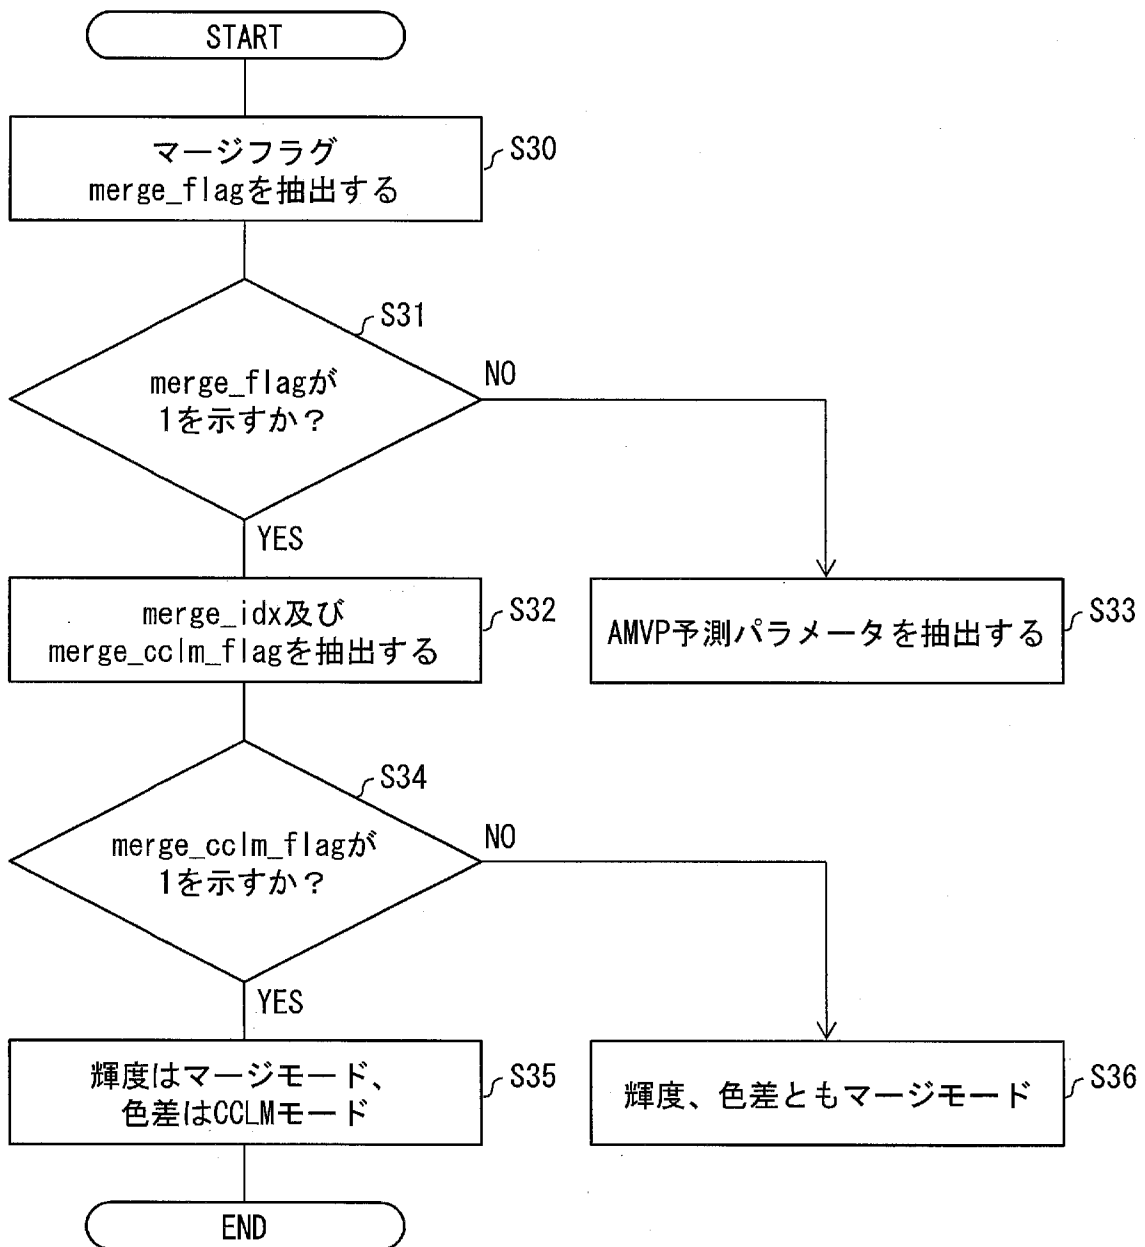 START
マージフラグ
merge_flagを抽出する
S30
merge_flagが
1を示すか？
S31
NO
YES
merge_idx及び
merge_cclm_flagを抽出する
S32
AMVP予測パラメータを抽出する
S33
merge_cclm_flagが
1を示すか？
S34
NO
YES
輝度はマージモード、
色差はCCLMモード
S35
輝度、色差ともマージモード
S36
END